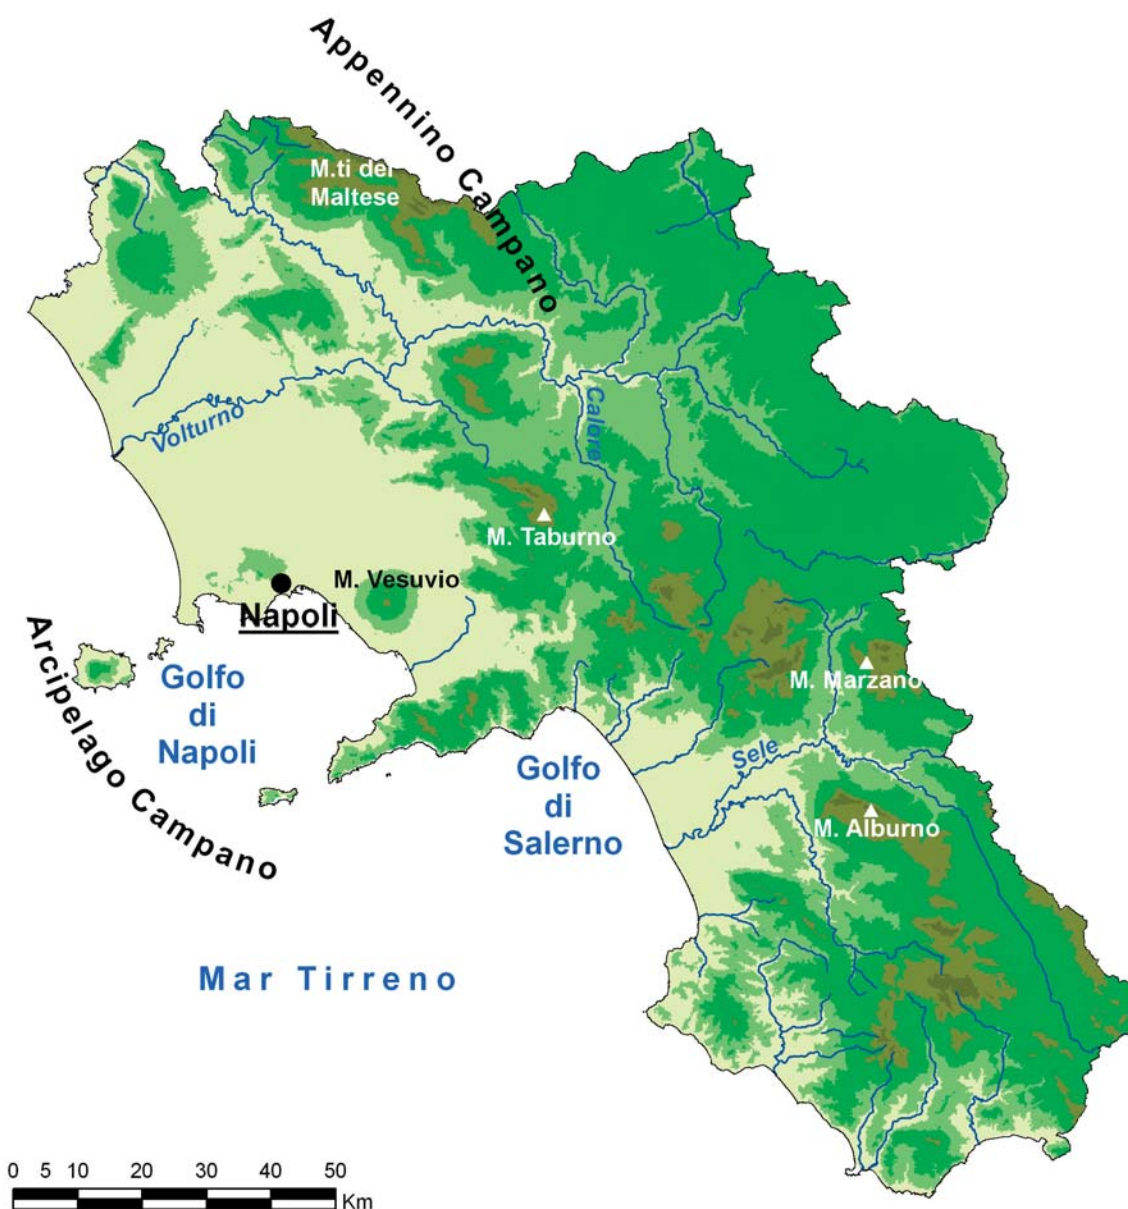 Appennino Campano
M.ti del
Maltese
Volturno
Calore
M. Taburno
M. Vesuvio
Napoli
Arcipelago Campano
Golfo
di
Napoli
M. Marzano
Sele
Golfo
di
Salerno
M. Alburno
Mar Tirreno
0 5 10 20 30 40 50
Km